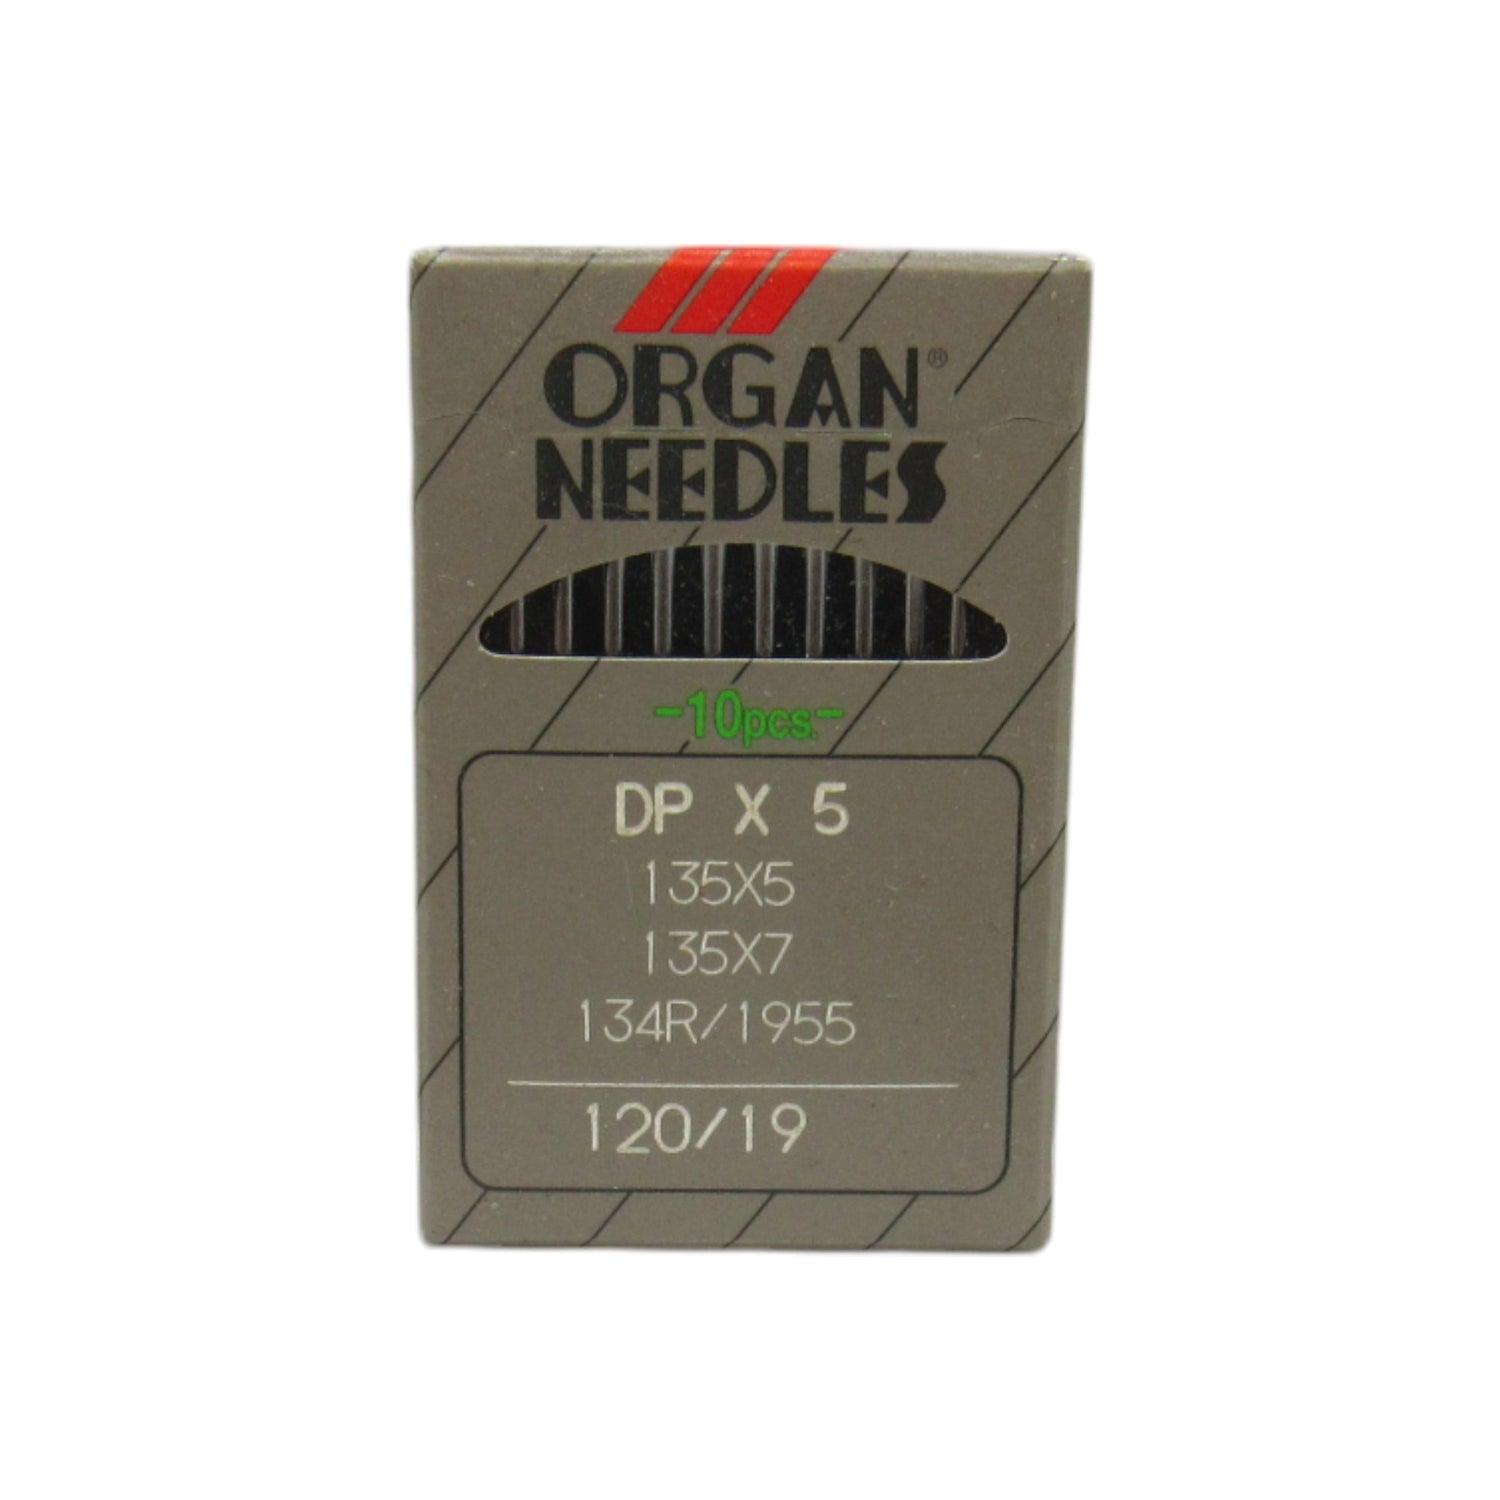 ORGAN®
NEEDLES
-10pcs.-
DP X 5
135X5
135X7
134R/1955
120/19